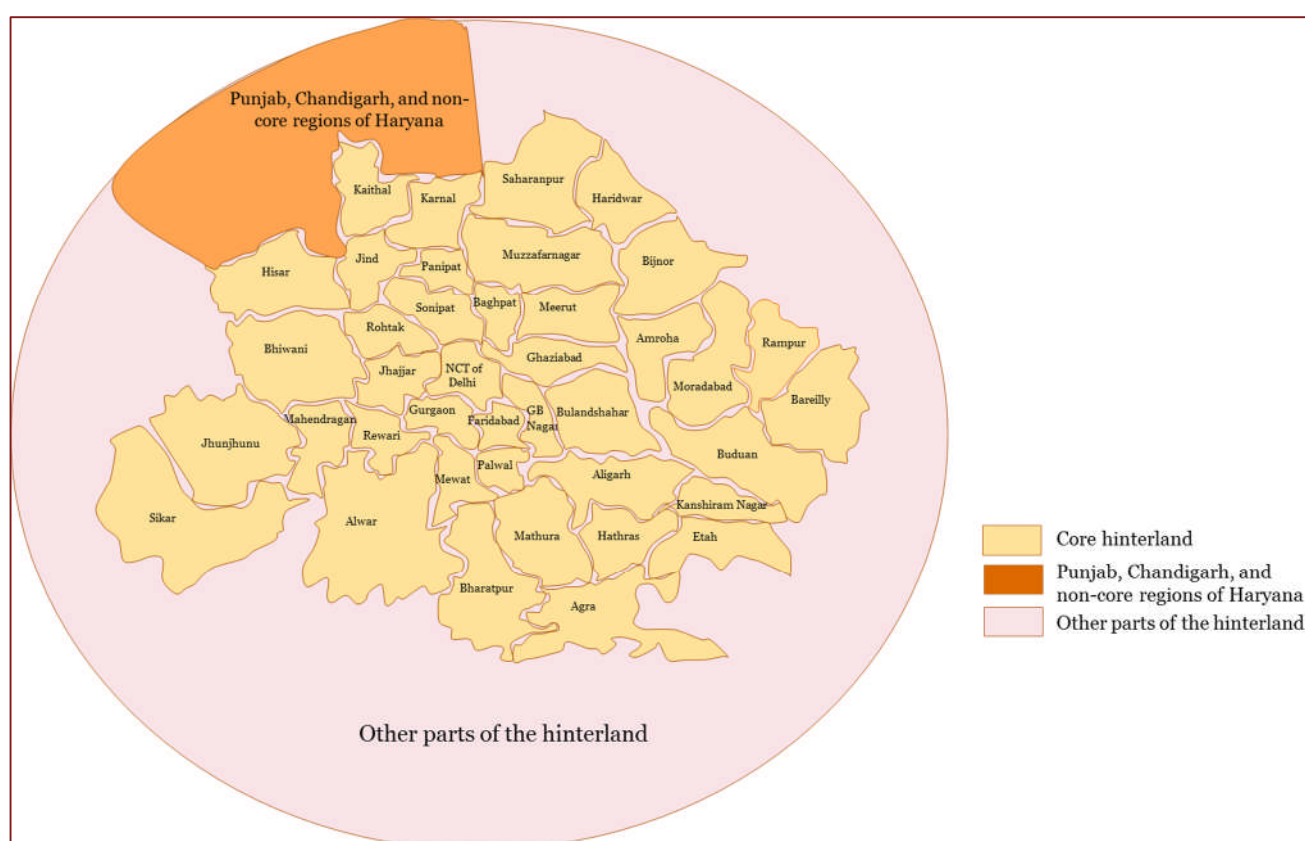 Punjab, Chandigarh, and non-
core regions of Haryana
Saharanpur
Kaithal
Karnal
Haridwar
Muzzafarnagar
Bijnor
Hisar
Jind
Panipat
Sonipat
Baghpat
Meerut
Rohtak
Amroha
Rampur
Bhiwani
Ghaziabad
Jhajjar
NCT of
Delhi
Moradabad
Bareilly
Gurgaon
Faridabad
GB
Nagar
Bulandshahar
Mahendragan
Rewari
Jhunjhunu
Buduan
Palwal
Mewat
Aligarh
Kanshiram Nagar
Sikar
Alwar
Mathura
Hathras
Etah
Bharatpur
Agra
Other parts of the hinterland
Core hinterland
Punjab, Chandigarh, and
non-core regions of Haryana
Other parts of the hinterland